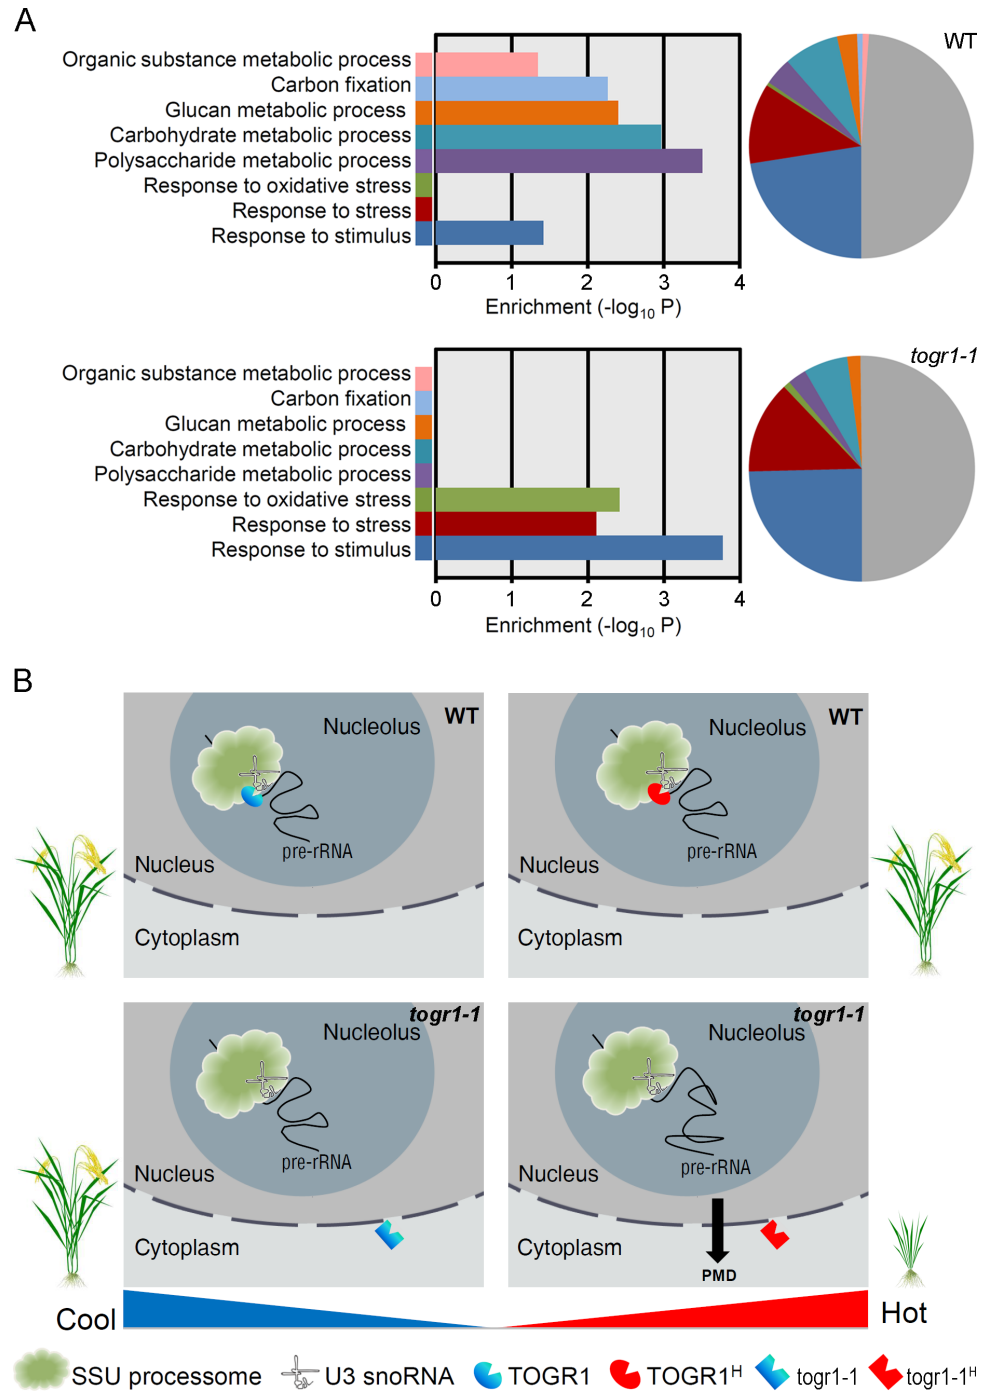 A
WT
Organic substance metabolic process
Carbon fixation
Glucan metabolic process
Carbohydrate metabolic process
Polysaccharide metabolic process
Response to oxidative stress
Response to stress
Response to stimulus
0 1 2 3 4
Enrichment (-log10 P)
togr1-1
Organic substance metabolic process
Carbon fixation
Glucan metabolic process
Carbohydrate metabolic process
Polysaccharide metabolic process
Response to oxidative stress
Response to stress
Response to stimulus
0 1 2 3 4
Enrichment (-log10 P)
B
WT
Nucleolus
pre-rRNA
Nucleus
Cytoplasm
WT
Nucleolus
pre-rRNA
Nucleus
Cytoplasm
togr1-1
Nucleolus
pre-rRNA
Nucleus
Cytoplasm
togr1-1
Nucleolus
pre-rRNA
Nucleus
Cytoplasm
PMD
Cool
Hot
SSU processome U3 snoRNA TOGR1 TOGR1H togr1-1 togr1-1H